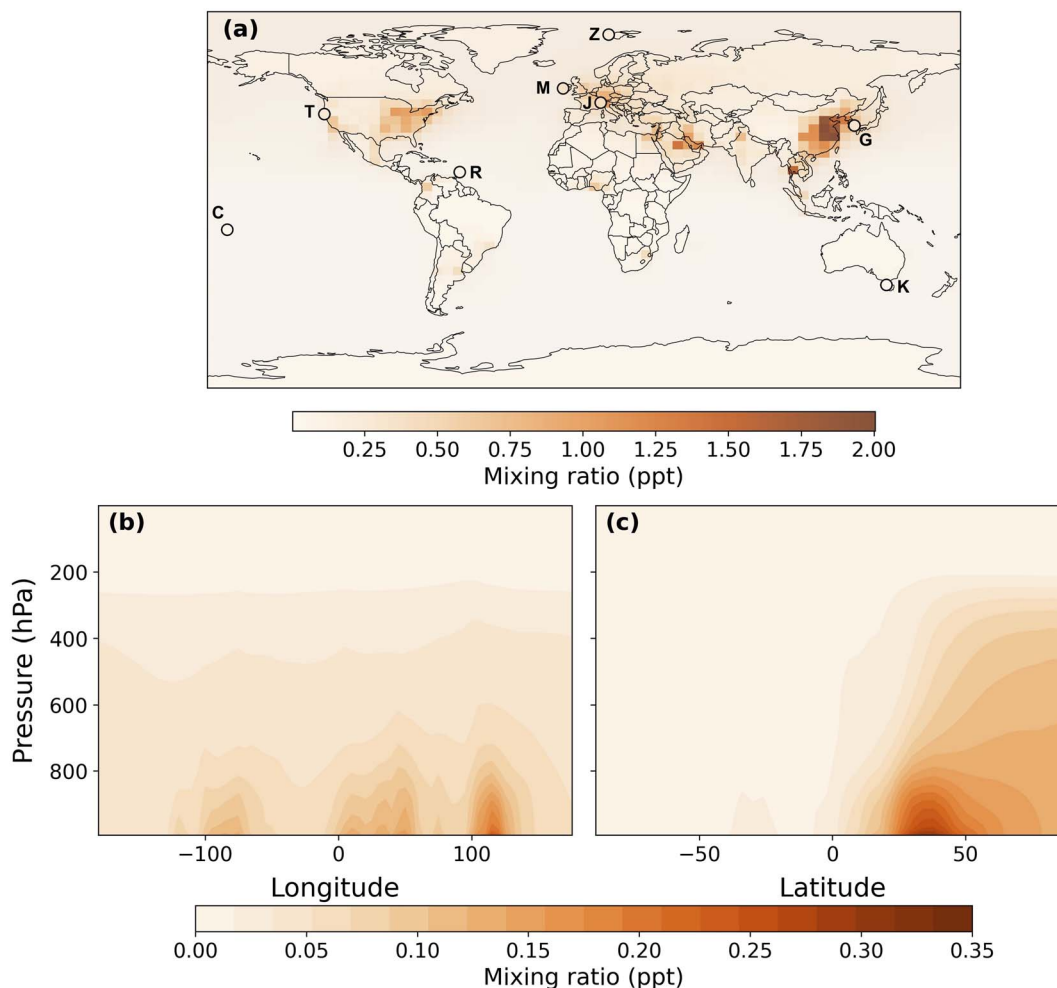 (a)
Z
M
J
T
G
R
C
K
0.25 0.50 0.75 1.00 1.25 1.50 1.75 2.00
Mixing ratio (ppt)
(b)
(c)
Pressure (hPa)
200
400
600
800
−100 0 100
−50 0 50
Longitude
Latitude
0.00 0.05 0.10 0.15 0.20 0.25 0.30 0.35
Mixing ratio (ppt)